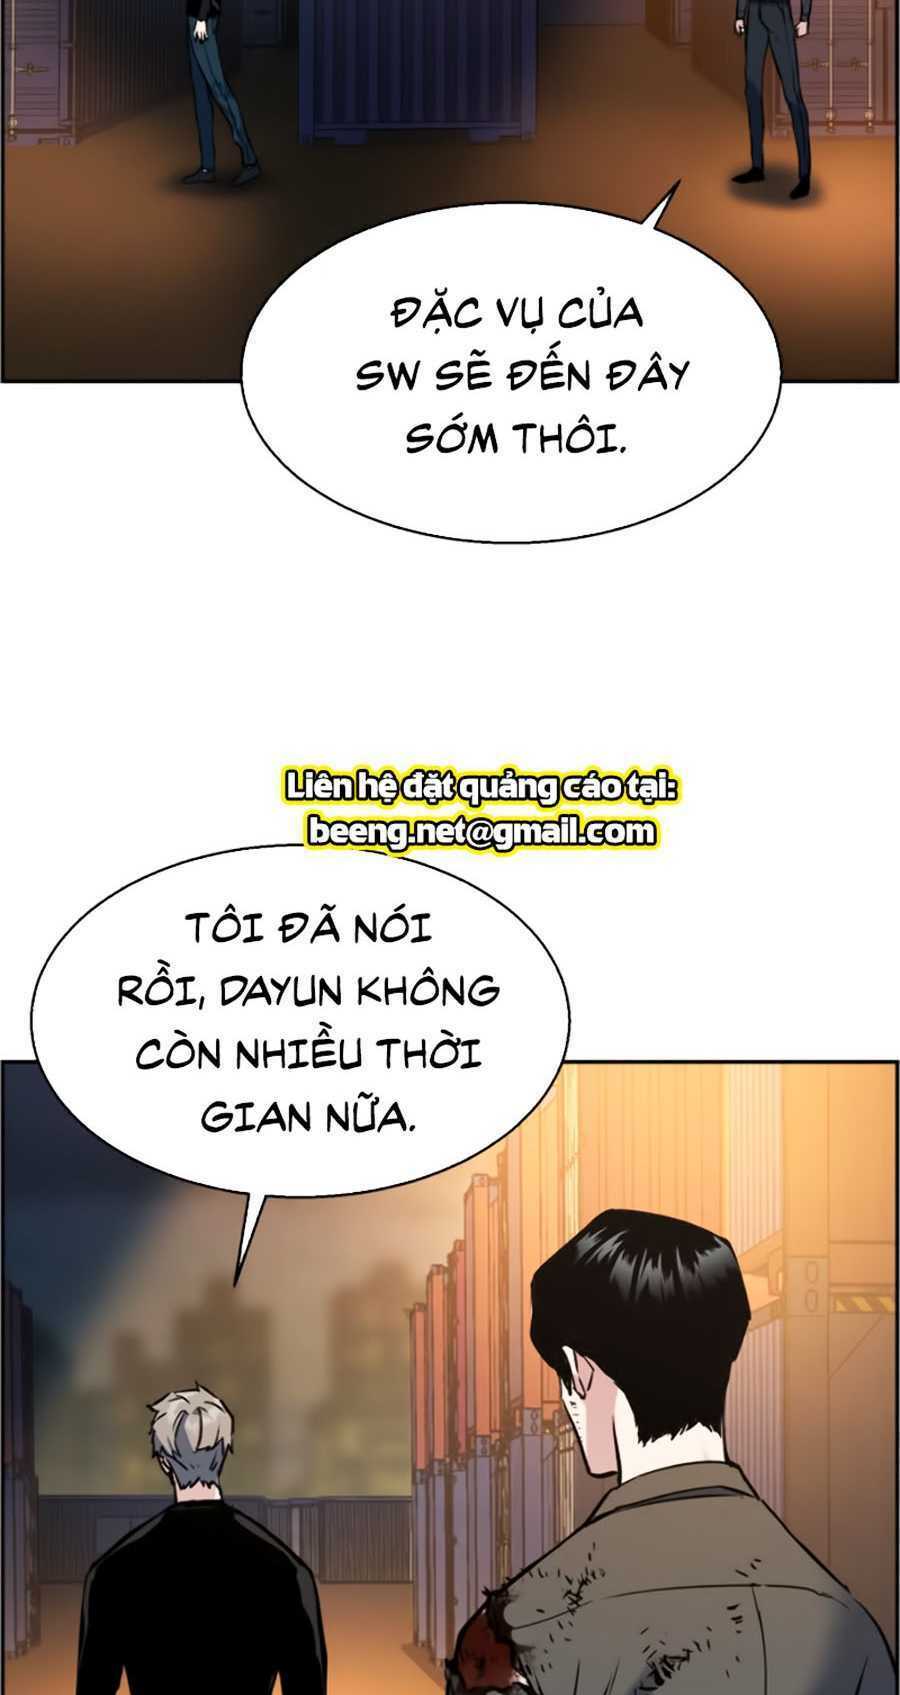 ĐẶC VỤ CỦA
SW SẼ ĐẾN ĐÂY
SỚM THÔI.
Liên hệ đặt quảng cáo tại:
beeng.net@gmail.com
TÔI ĐÃ NÓI
RỒI, DAYUN KHÔNG
CÒN NHIỀU THỜI
GIAN NỮA.